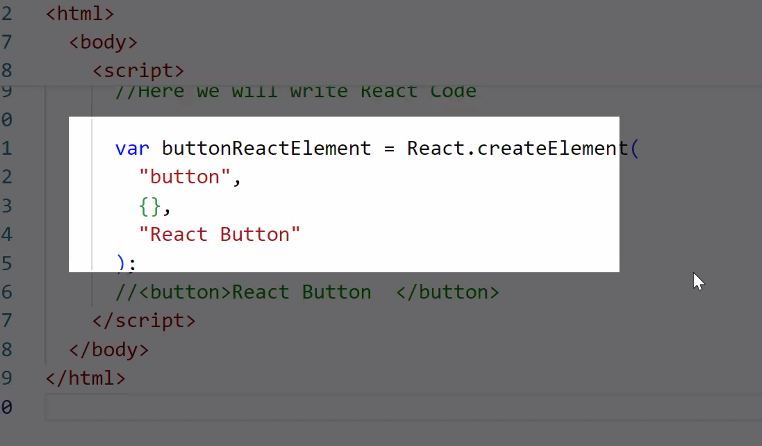 2 <html>
7 <body>
8 <script>
9 //Here we will write React Code
0
1 var buttonReactElement = React.createElement(
2 "button",
3 {},
4 "React Button"
5 );
6 //<button>React Button  </button>
7 </script>
8 </body>
9 </html>
0